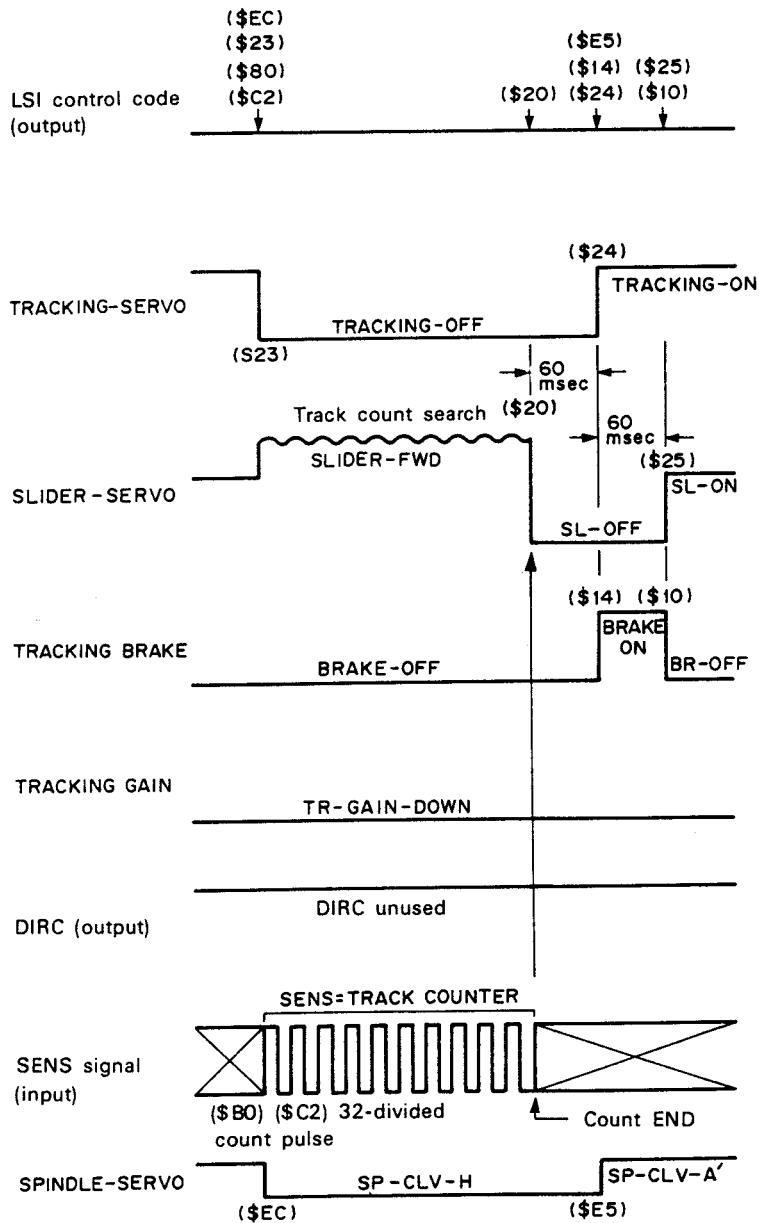 ($EC)
($23)
($80)
($C2)
($E5)
($14) ($25)
($20) ($24) ($10)
LSI control code
(output)
($24)
TRACKING-ON
TRACKING-SERVO
TRACKING-OFF
(S23)
60
msec
($20)
Track count search
60
msec
SLIDER-FWD
($25)
SLIDER-SERVO
SL-ON
SL-OFF
($14) ($10)
BRAKE
ON
TRACKING BRAKE
BRAKE-OFF
BR-OFF
TRACKING GAIN
TR-GAIN-DOWN
DIRC unused
DIRC (output)
SENS=TRACK COUNTER
SENS signal
(input)
($B0) ($C2) 32-divided
count pulse
Count END
SPINDLE-SERVO
SP-CLV-H
SP-CLV-A′
($EC)
($E5)